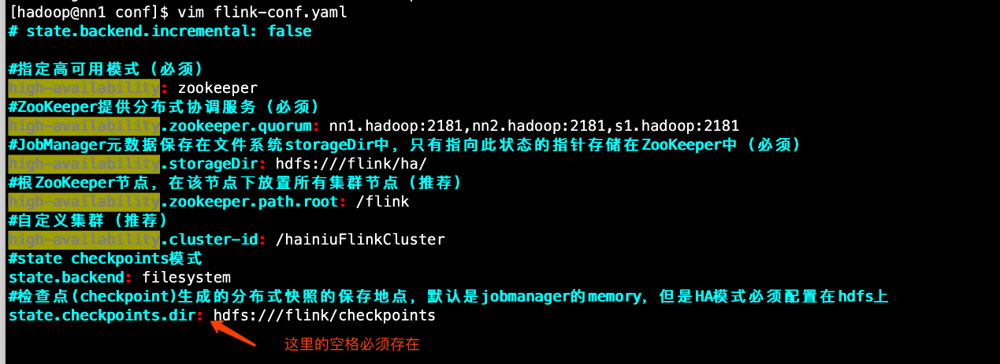 [hadoop@nn1 conf]$ vim flink-conf.yaml
# state.backend.incremental: false
#指定高可用模式（必须）
high-availability: zookeeper
#ZooKeeper提供分布式协调服务（必须）
high-availability.zookeeper.quorum: nn1.hadoop:2181,nn2.hadoop:2181,s1.hadoop:2181
#JobManager元数据保存在文件系统storageDir中，只有指向此状态的指针存储在ZooKeeper中（必须）
high-availability.storageDir: hdfs:///flink/ha/
#根ZooKeeper节点，在该节点下放置所有集群节点（推荐）
high-availability.zookeeper.path.root: /flink
#自定义集群（推荐）
high-availability.cluster-id: /hainiuFlinkCluster
#state checkpoints模式
state.backend: filesystem
#检查点(checkpoint)生成的分布式快照的保存地点，默认是jobmanager的memory，但是HA模式必须配置在hdfs上
state.checkpoints.dir: hdfs:///flink/checkpoints
这里的空格必须存在